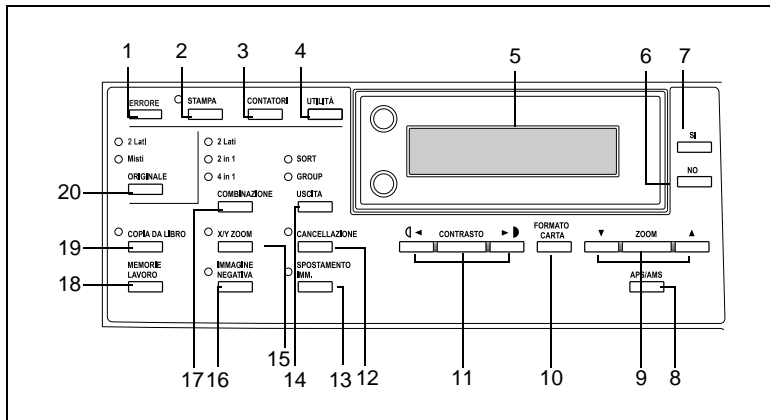 1 2 3 4 5 6 7
ERRORE STAMPA CONTATORI UTILITÀ
2 Lati 2 Lati SI
Misti 2 in 1 SORT
4 in 1 GROUP NO
ORIGINALE
20 COMBINAZIONE USCITA
COPIA DA LIBRO X/Y ZOOM CANCELLAZIONE ◄ CONTRASTO ► FORMATO CARTA ▼ ZOOM ▲
19
MEMORIE LAVORO IMMAGINE NEGATIVA SPOSTAMENTO IMM. APS/AMS
18
17 16 15 14 13 12 11 10 9 8